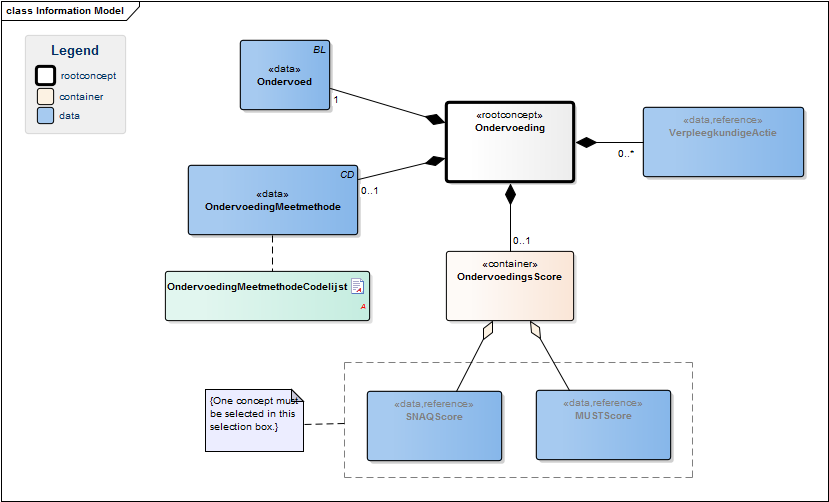 class Information Model
Legend
rootconcept
container
data
BL
«data»
Ondervoed
1
«rootconcept»
Ondervoeding
«data,reference»
VerpleegkundigeActie
0..*
CD
«data»
OndervoedingMeetmethode
0..1
0..1
«container»
OndervoedingsScore
OndervoedingMeetmethodeCodelijst
A
{One concept must
be selected in this
selection box.}
«data,reference»
SNAQScore
«data,reference»
MUSTScore